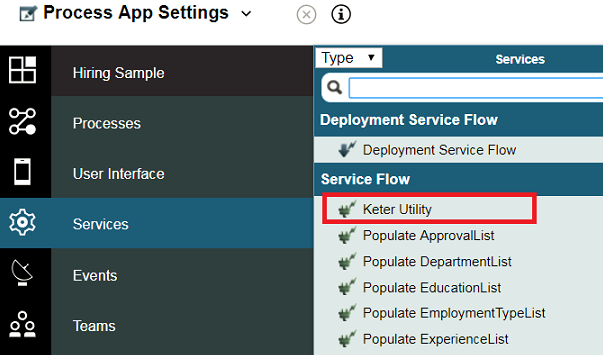 Process App Settings
Type
Services
Hiring Sample
Processes
User Interface
Services
Events
Teams
Deployment Service Flow
Deployment Service Flow
Service Flow
Keter Utility
Populate ApprovalList
Populate DepartmentList
Populate EducationList
Populate EmploymentTypeList
Populate ExperienceList